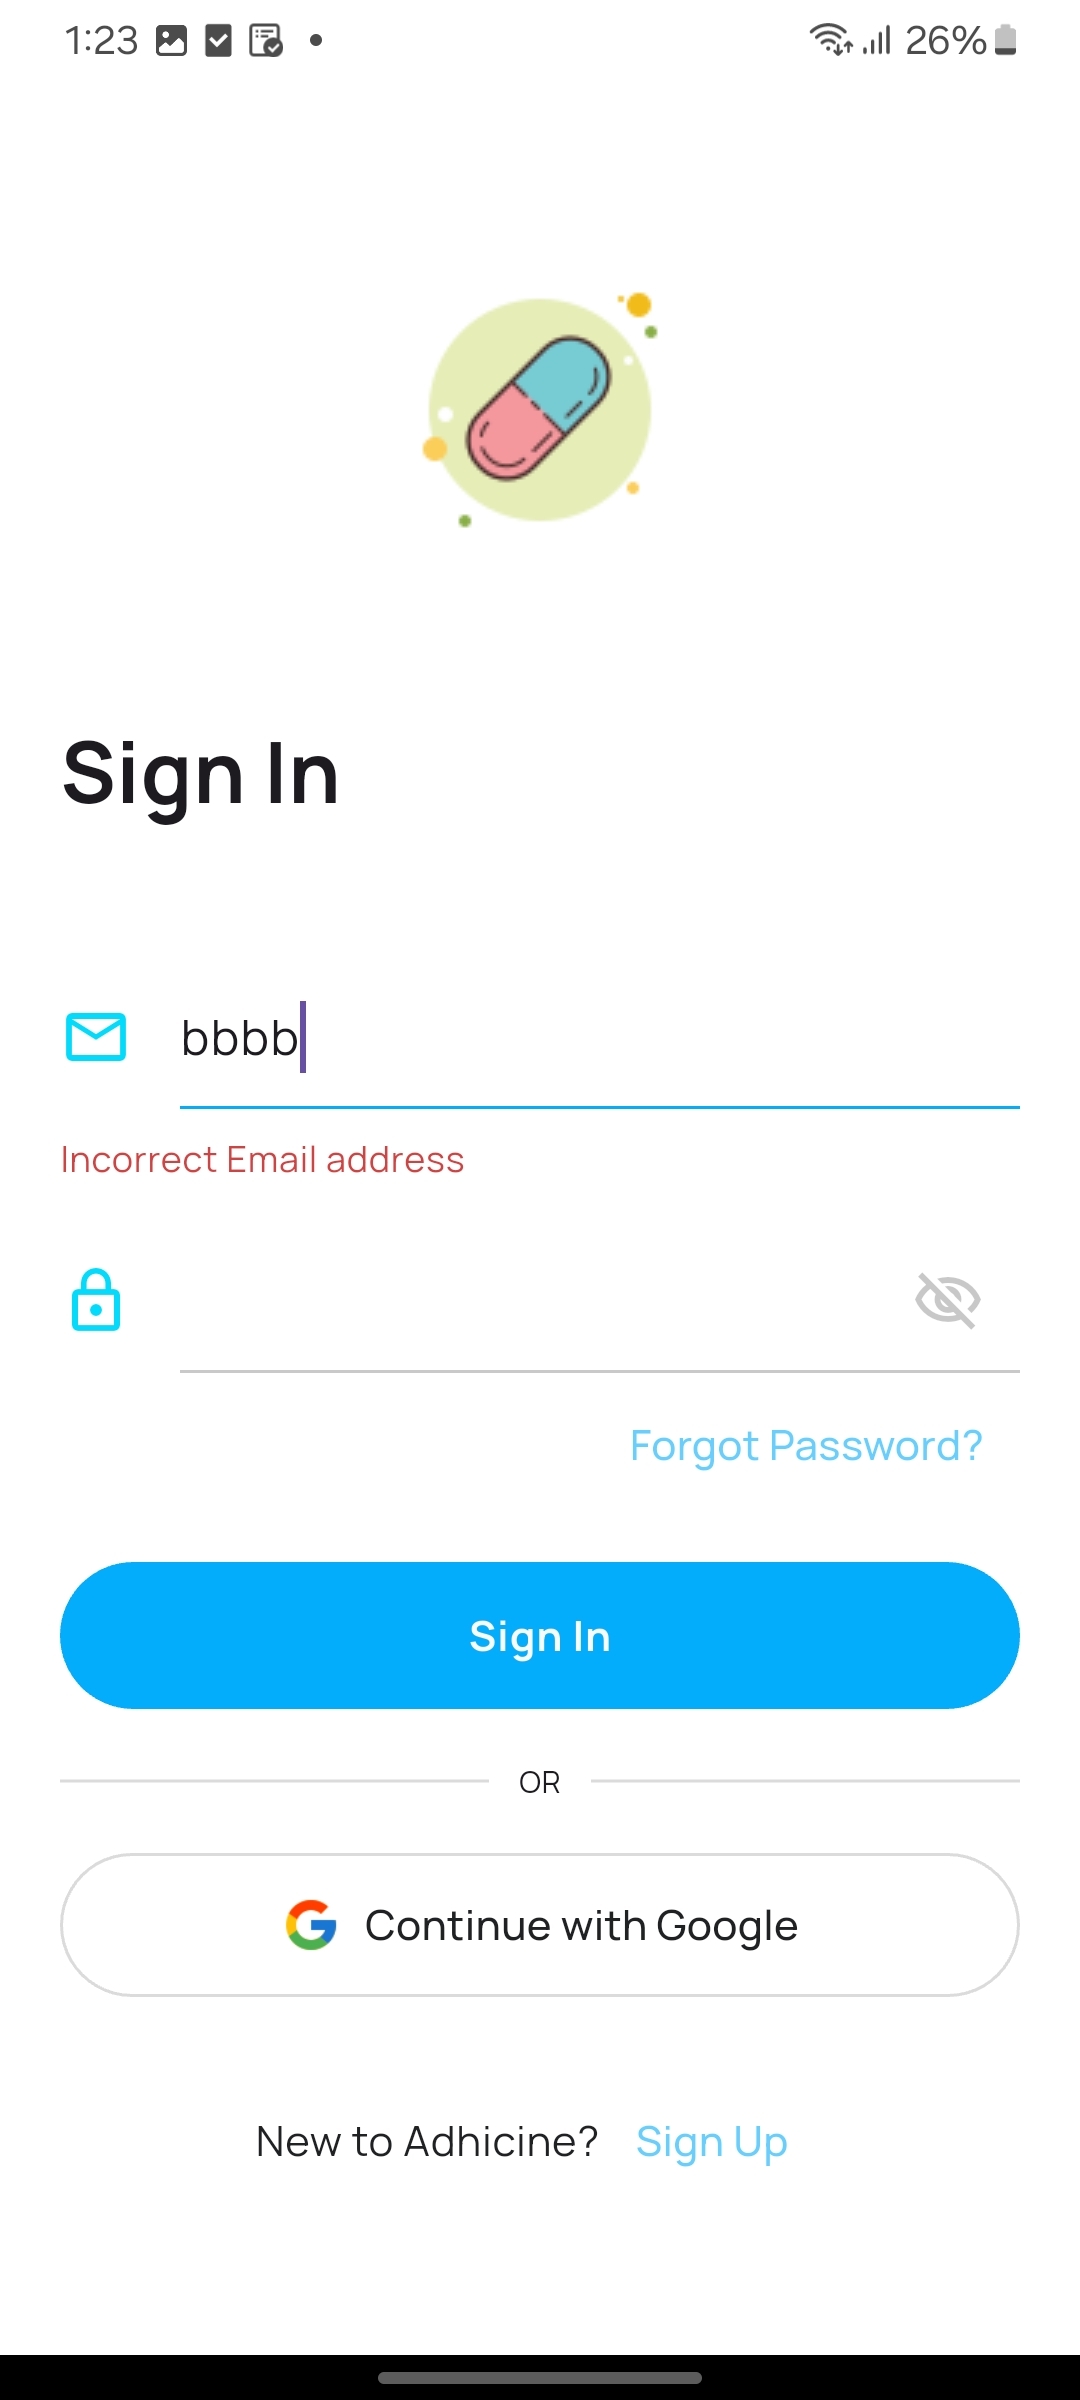 1:23 26%
Sign In
bbbb
Incorrect Email address
Forgot Password?
Sign In
OR
Continue with Google
New to Adhicine? Sign Up